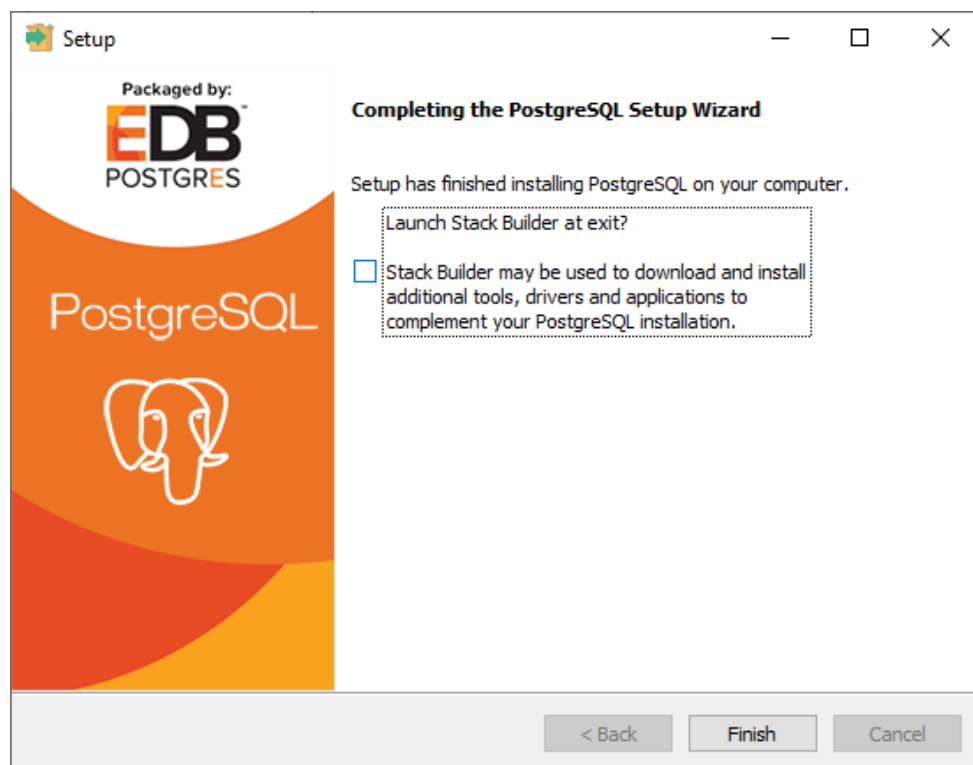 Setup
Packaged by:
EDB™
POSTGRES
PostgreSQL
Completing the PostgreSQL Setup Wizard
Setup has finished installing PostgreSQL on your computer.
Launch Stack Builder at exit?
Stack Builder may be used to download and install
additional tools, drivers and applications to
complement your PostgreSQL installation.
< Back
Finish
Cancel